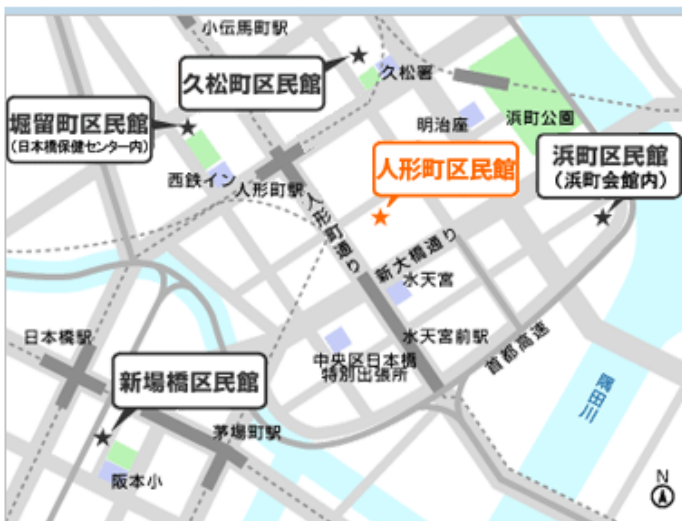 小伝馬町駅
久松町区民館
久松署
堀留町区民館
(日本橋保健センター内)
明治座
浜町公園
浜町区民館
(浜町会館内)
西鉄イン
人形町駅
人形町区民館
人形町通り
新大橋通り
水天宮
日本橋駅
水天宮前駅
首都高速
中央区日本橋
特別出張所
新場橋区民館
隅田川
茅場町駅
阪本小
N